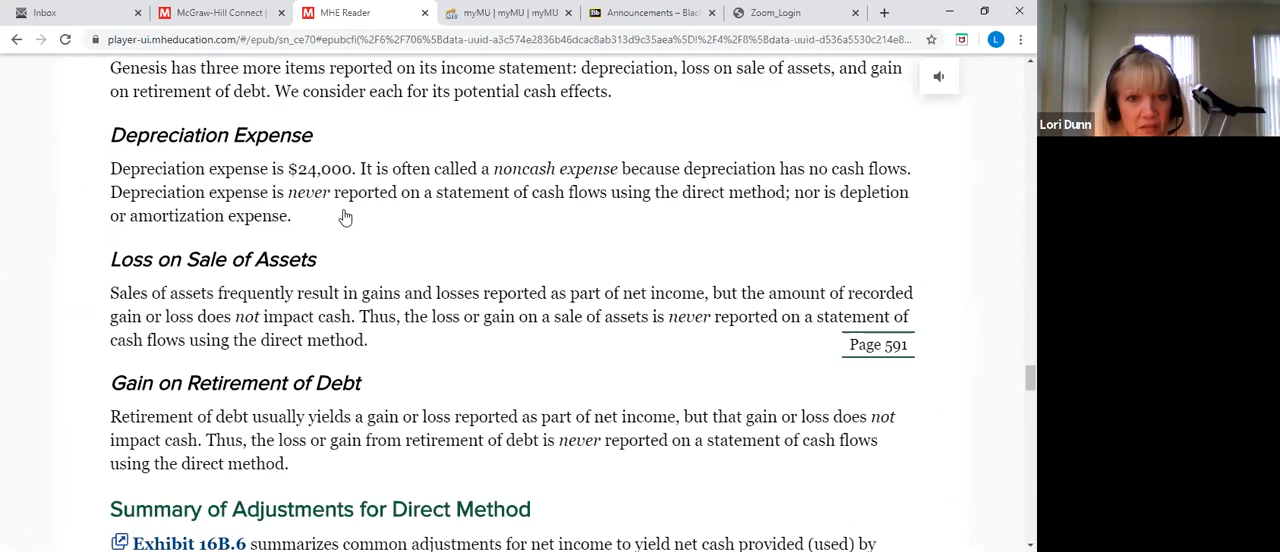 Inbox
McGraw-Hill Connect |
MHE Reader
myMU | myMU | myMU
Announcements – Blac
Zoom_Login
player-ui.mheducation.com/#/epub/sn_ce70#epubcfi(%2F6%2F706%5Bdata-uuid-a3c574e2836b46dcac8ab313d9c35aea%5D!%2F4%2F8%5Bdata-uuid-d536a5530c214e8...
L
Genesis has three more items reported on its income statement: depreciation, loss on sale of assets, and gain
on retirement of debt. We consider each for its potential cash effects.
Lori Dunn
Depreciation Expense
Depreciation expense is $24,000. It is often called a noncash expense because depreciation has no cash flows.
Depreciation expense is never reported on a statement of cash flows using the direct method; nor is depletion
or amortization expense.
Loss on Sale of Assets
Sales of assets frequently result in gains and losses reported as part of net income, but the amount of recorded
gain or loss does not impact cash. Thus, the loss or gain on a sale of assets is never reported on a statement of
cash flows using the direct method.
Page 591
Gain on Retirement of Debt
Retirement of debt usually yields a gain or loss reported as part of net income, but that gain or loss does not
impact cash. Thus, the loss or gain from retirement of debt is never reported on a statement of cash flows
using the direct method.
Summary of Adjustments for Direct Method
Exhibit 16B.6 summarizes common adjustments for net income to yield net cash provided (used) by